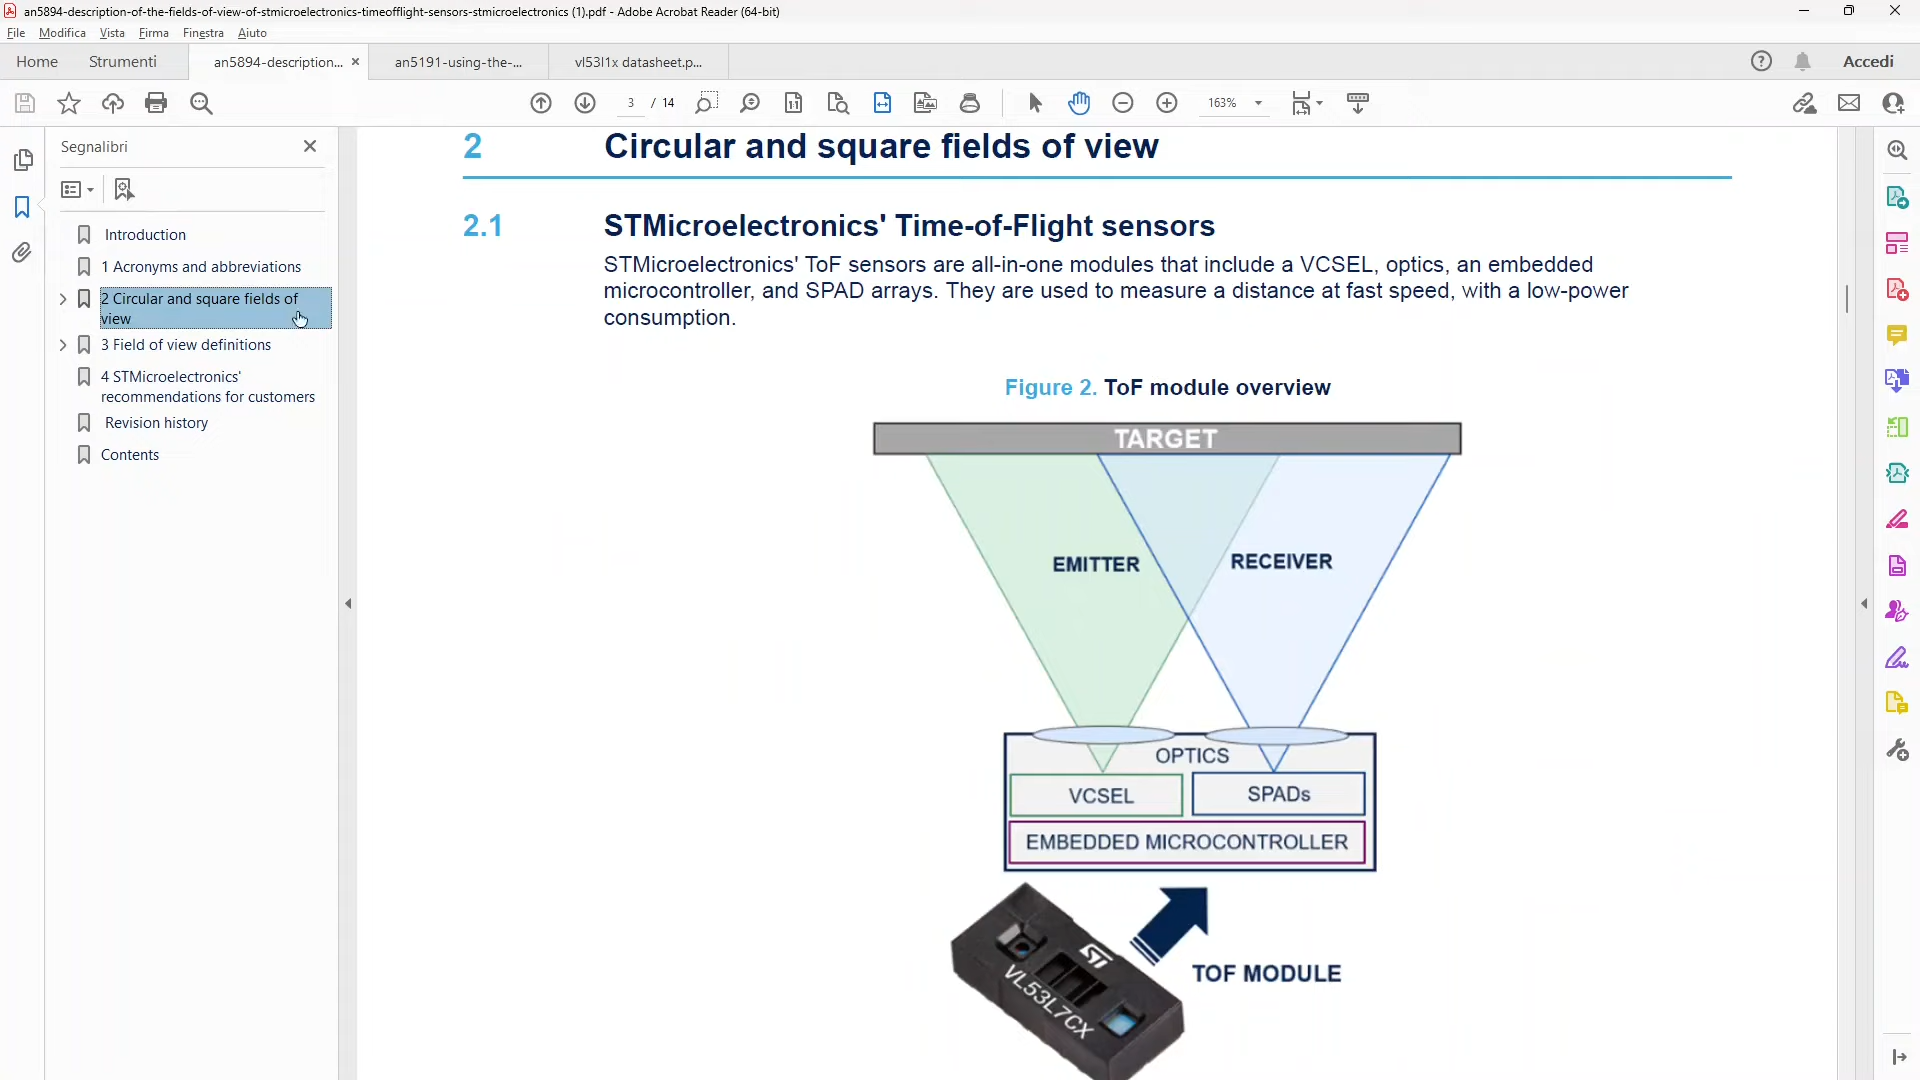 an5894-description-of-the-fields-of-view-of-stmicroelectronics-timeofflight-sensors-stmicroelectronics (1).pdf - Adobe Acrobat Reader (64-bit)
File Modifica Vista Firma Finestra Aiuto
Home Strumenti an5894-description... an5191-using-the-... vl53l1x datasheet.p... Accedi
3 / 14 163%
Segnalibri
Introduction
1 Acronyms and abbreviations
2 Circular and square fields of
view
3 Field of view definitions
4 STMicroelectronics'
recommendations for customers
Revision history
Contents
2 Circular and square fields of view
2.1 STMicroelectronics' Time-of-Flight sensors
STMicroelectronics' ToF sensors are all-in-one modules that include a VCSEL, optics, an embedded
microcontroller, and SPAD arrays. They are used to measure a distance at fast speed, with a low-power
consumption.
Figure 2. ToF module overview
TARGET
EMITTER RECEIVER
OPTICS
VCSEL SPADs
EMBEDDED MICROCONTROLLER
ST
VL53L7CX
TOF MODULE